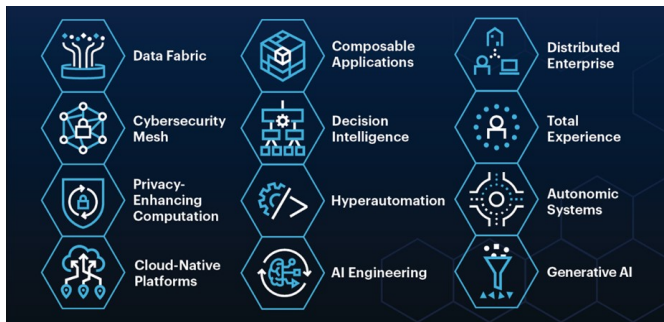 Data Fabric
Cybersecurity
Mesh
Privacy-
Enhancing
Computation
Cloud-Native
Platforms
Composable
Applications
Decision
Intelligence
Hyperautomation
AI Engineering
Distributed
Enterprise
Total
Experience
Autonomic
Systems
Generative AI